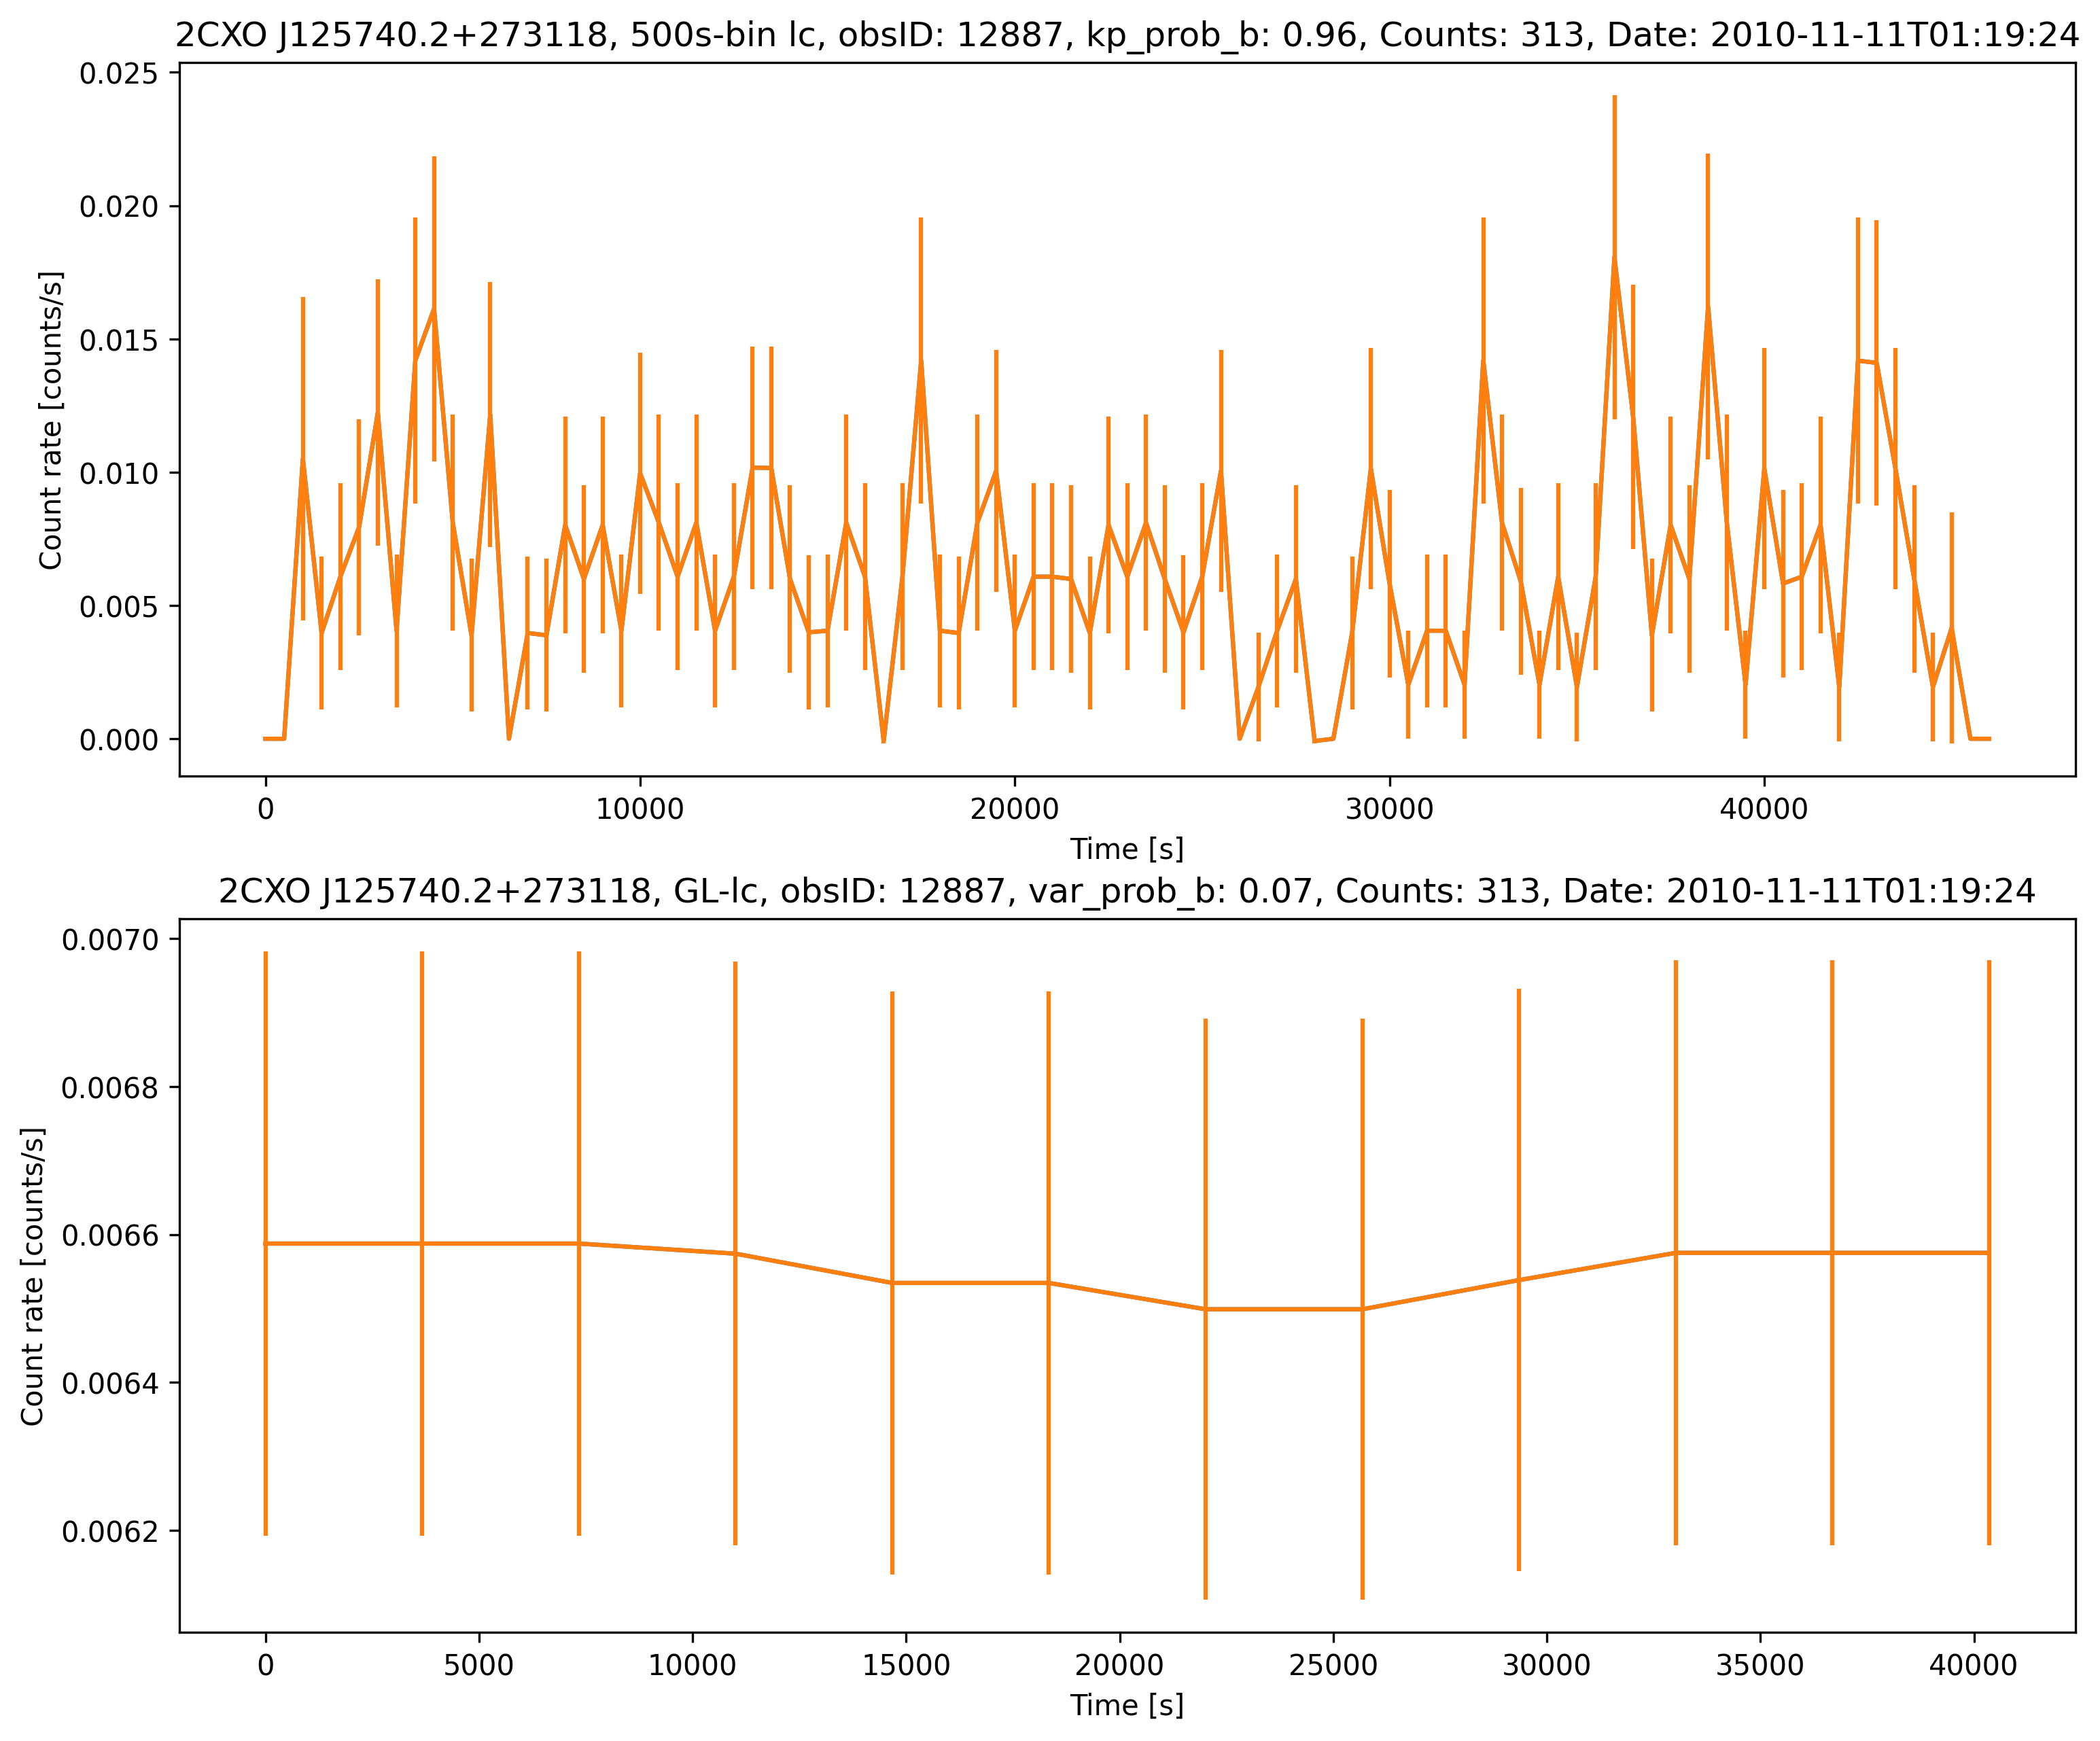 2CXO J125740.2+273118, 500s-bin lc, obsID: 12887, kp_prob_b: 0.96, Counts: 313, Date: 2010-11-11T01:19:24
0.025
0.020
0.015
0.010
0.005
0.000
Count rate [counts/s]
0 10000 20000 30000 40000
Time [s]
2CXO J125740.2+273118, GL-lc, obsID: 12887, var_prob_b: 0.07, Counts: 313, Date: 2010-11-11T01:19:24
0.0070
0.0068
0.0066
0.0064
0.0062
Count rate [counts/s]
0 5000 10000 15000 20000 25000 30000 35000 40000
Time [s]